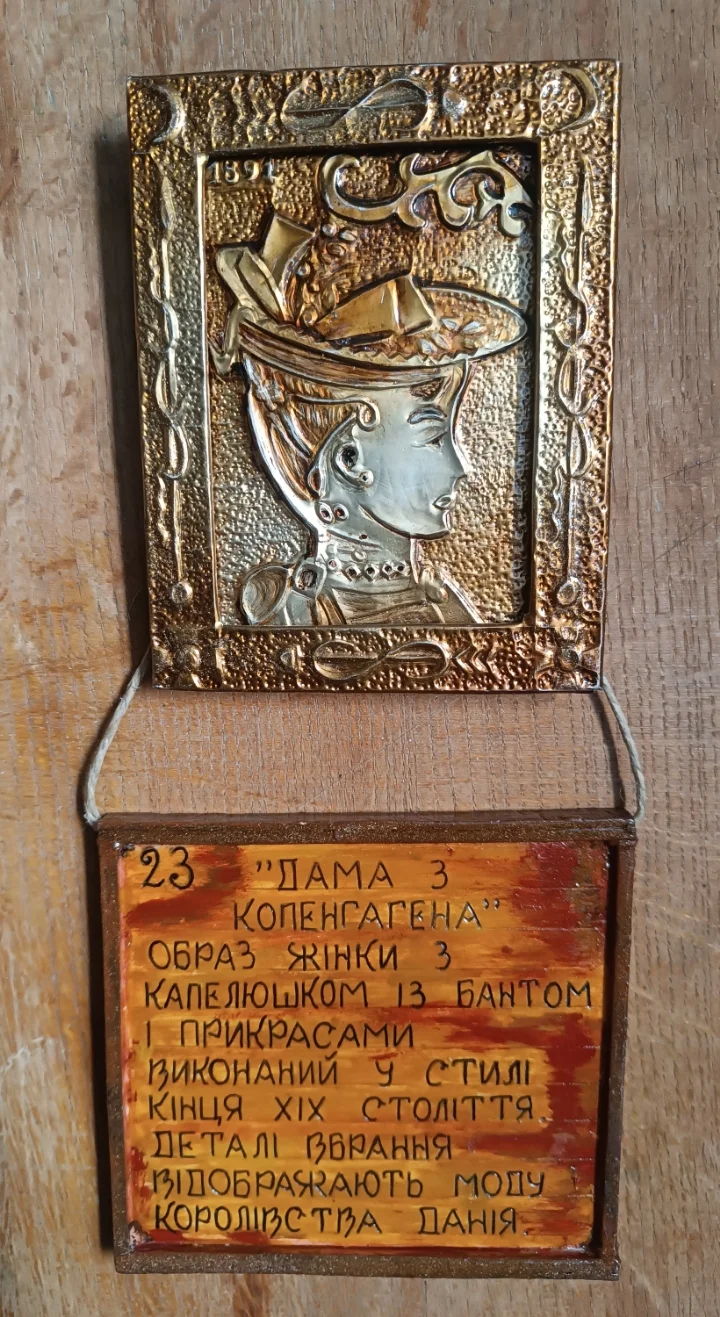 1891
23 "ДАМА З
КОПЕНГАГЕНА"
ОБРАЗ ЖІНКИ З
КАПЕЛЮШКОМ ІЗ БАНТОМ
І ПРИКРАСАМИ
ВИКОНАНИЙ У СТИЛІ
КІНЦЯ XIX СТОЛІТТЯ.
ДЕТАЛІ ВБРАННЯ
ВІДОБРАЖАЮТЬ МОДУ
КОРОЛІВСТВА ДАНІЯ